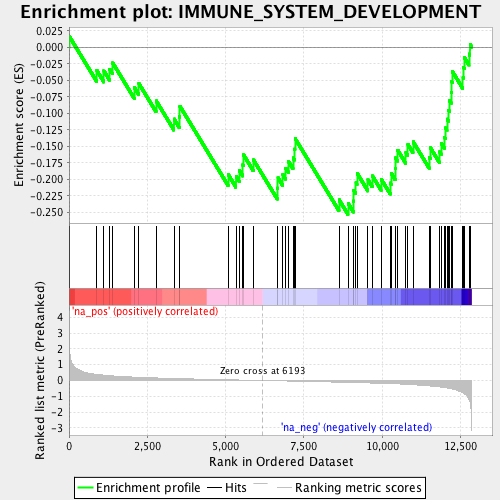 Enrichment plot: IMMUNE_SYSTEM_DEVELOPMENT
Enrichment score (ES)
0.025
0.000
-0.025
-0.050
-0.075
-0.100
-0.125
-0.150
-0.175
-0.200
-0.225
-0.250
'na_pos' (positively correlated)
Ranked list metric (PreRanked)
4
3
2
1
0
-1
-2
-3
Zero cross at 6193
'na_neg' (negatively correlated)
0
2,500
5,000
7,500
10,000
12,500
Rank in Ordered Dataset
Enrichment profile
Hits
Ranking metric scores